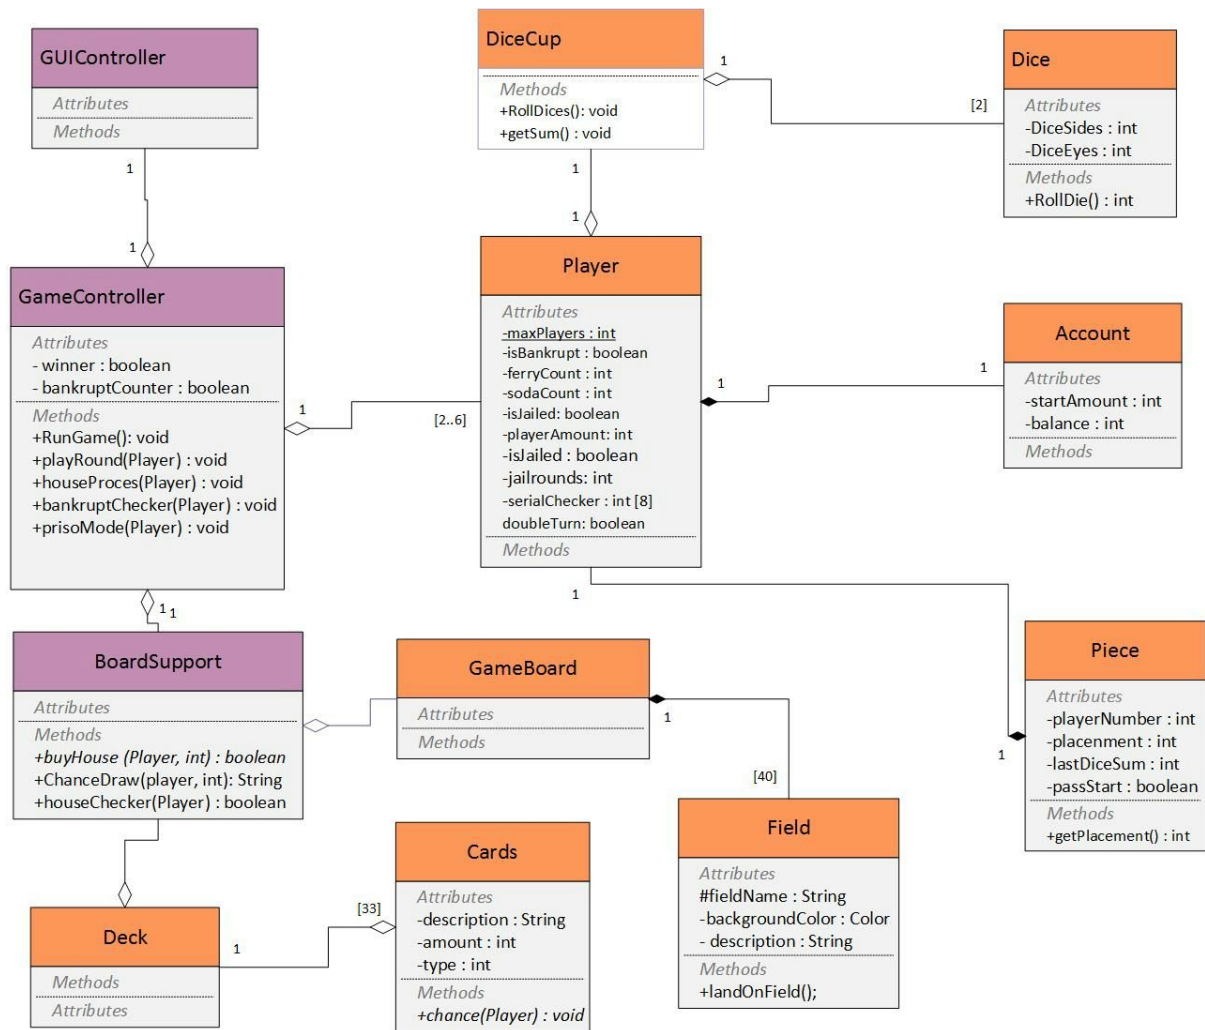 GUIController
Attributes
Methods
1
1
DiceCup
Methods
+RollDices(): void
+getSum() : void
1
[2]
1
1
Dice
Attributes
-DiceSides : int
-DiceEyes : int
Methods
+RollDie() : int
GameController
Attributes
- winner : boolean
- bankruptCounter : boolean
Methods
+RunGame(): void
+playRound(Player) : void
+houseProces(Player) : void
+bankruptChecker(Player) : void
+prisoMode(Player) : void
1
[2..6]
Player
Attributes
-maxPlayers : int
-isBankrupt : boolean
-ferryCount : int
-sodaCount : int
-isJailed: boolean
-playerAmount: int
-isJailed : boolean
-jailrounds: int
-serialChecker : int [8]
doubleTurn: boolean
Methods
1
1
Account
Attributes
-startAmount : int
-balance : int
Methods
1
1
Piece
Attributes
-playerNumber : int
-placenment : int
-lastDiceSum : int
-passStart : boolean
Methods
+getPlacement() : int
1
1
BoardSupport
Attributes
Methods
+buyHouse (Player, int) : boolean
+ChanceDraw(player, int): String
+houseChecker(Player) : boolean
GameBoard
Attributes
Methods
1
[40]
Field
Attributes
#fieldName : String
-backgroundColor : Color
- description : String
Methods
+landOnField();
Deck
Methods
Attributes
1
[33]
Cards
Attributes
-description : String
-amount : int
-type : int
Methods
+chance(Player) : void